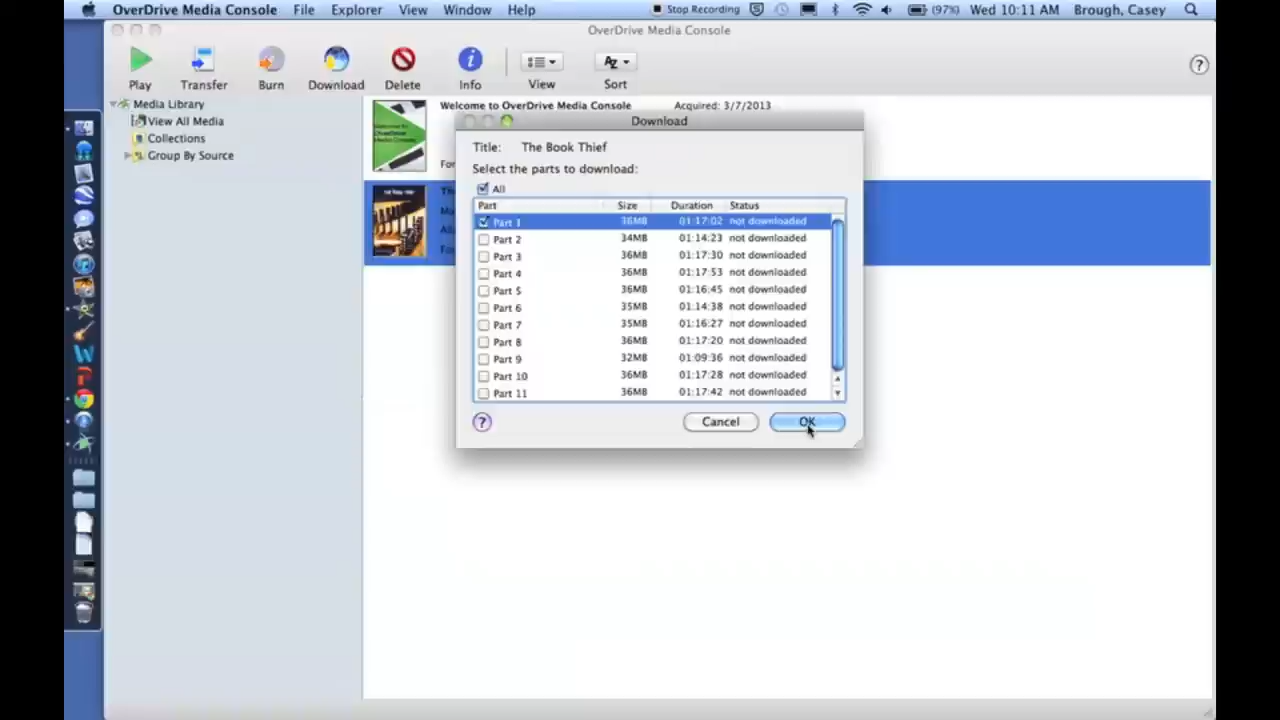 OverDrive Media Console File Explorer View Window Help Stop Recording (97%) Wed 10:11 AM Brough, Casey
OverDrive Media Console
Play Transfer Burn Download Delete Info View Sort
Media Library
View All Media
Collections
Group By Source
Welcome to OverDrive Media Console Acquired: 3/7/2013
Download
Title: The Book Thief
Select the parts to download:
All
Part Size Duration Status
Part 1 36MB 01:17:02 not downloaded
Part 2 34MB 01:14:23 not downloaded
Part 3 36MB 01:17:30 not downloaded
Part 4 36MB 01:17:53 not downloaded
Part 5 36MB 01:16:45 not downloaded
Part 6 35MB 01:14:38 not downloaded
Part 7 35MB 01:16:27 not downloaded
Part 8 36MB 01:17:20 not downloaded
Part 9 32MB 01:09:36 not downloaded
Part 10 36MB 01:17:28 not downloaded
Part 11 36MB 01:17:42 not downloaded
? Cancel OK